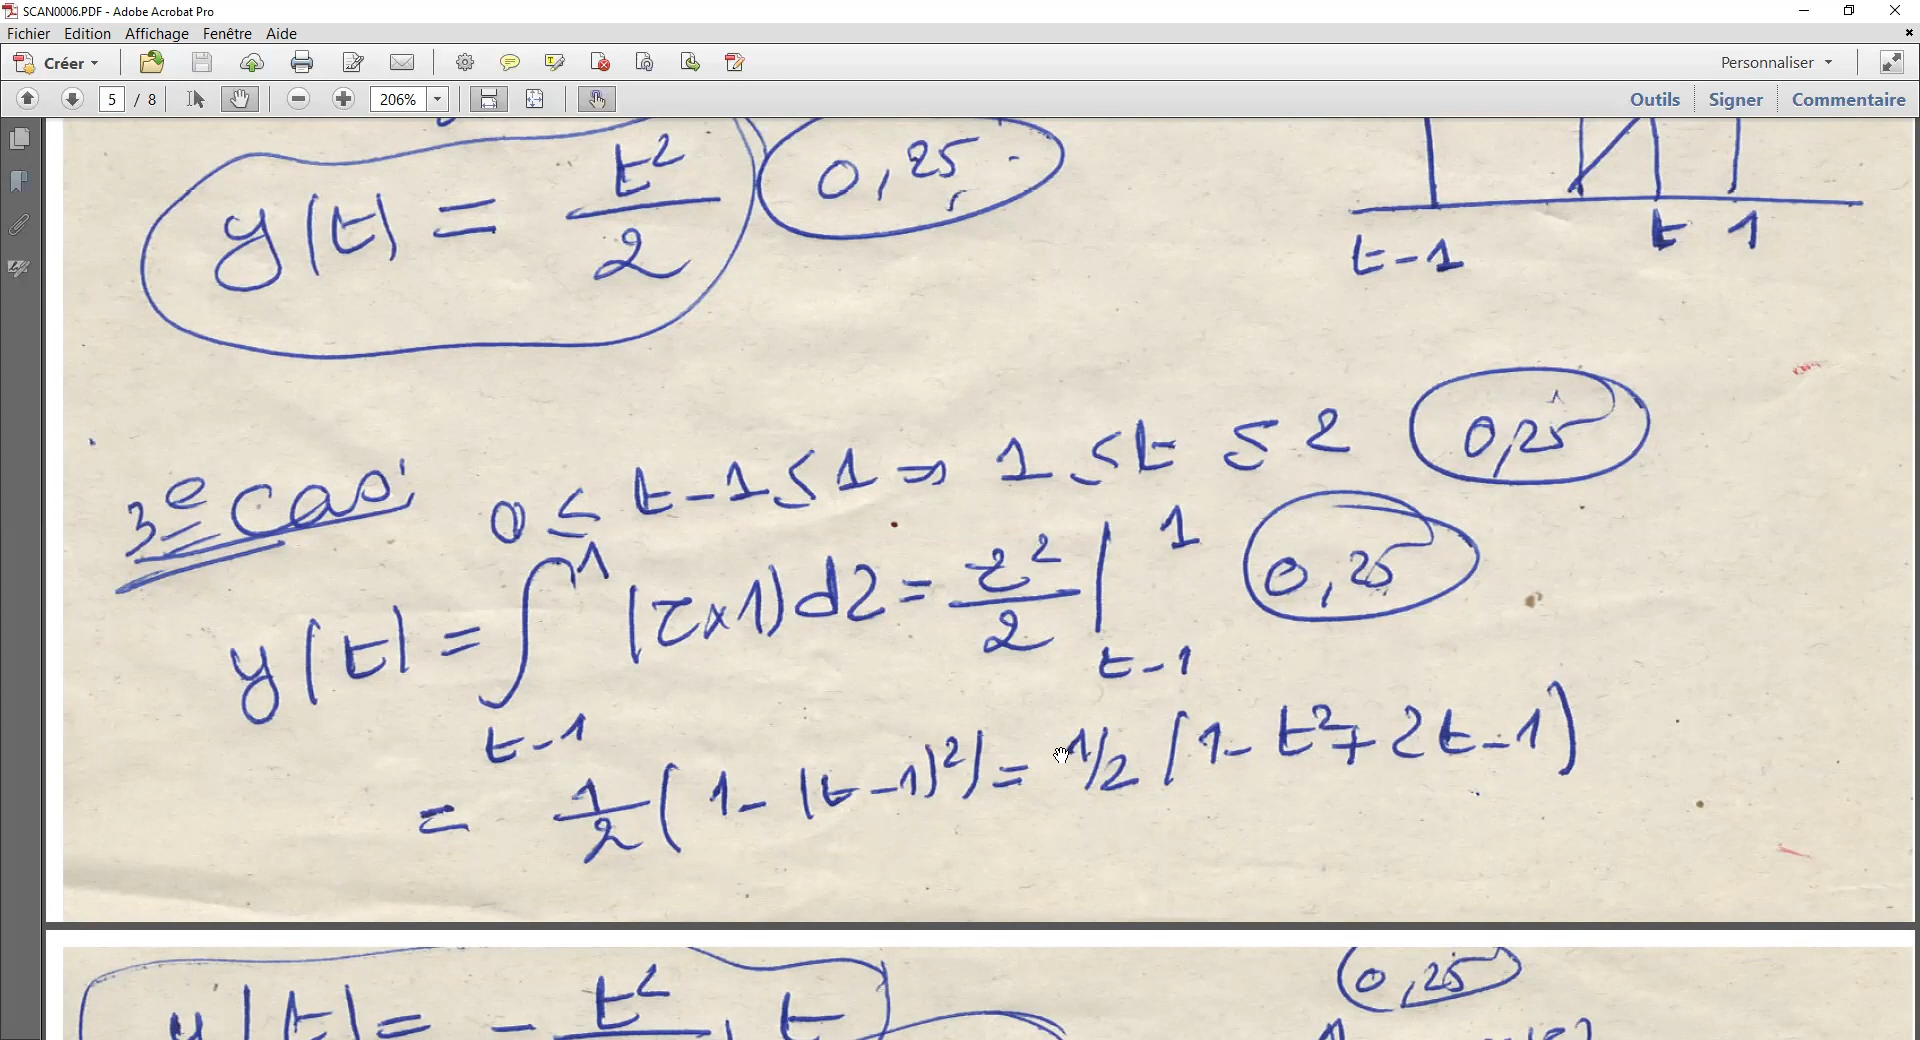 SCAN0006.PDF - Adobe Acrobat Pro
Fichier Edition Affichage Fenêtre Aide
Créer Personnaliser
5 / 8 206% Outils Signer Commentaire
y(t) = t²/2 0,25
t-1 t 1
3e cas: 0 ≤ t-1 ≤ 1 ⇒ 1 ≤ t ≤ 2 0,25
y(t) = ∫_{t-1}^{1} (τ×1)dτ = τ²/2 |_{t-1}^{1} 0,25
= 1/2 (1-(t-1)²) = 1/2 (1-t²+2t-1)
0,25
y(t) = - t²